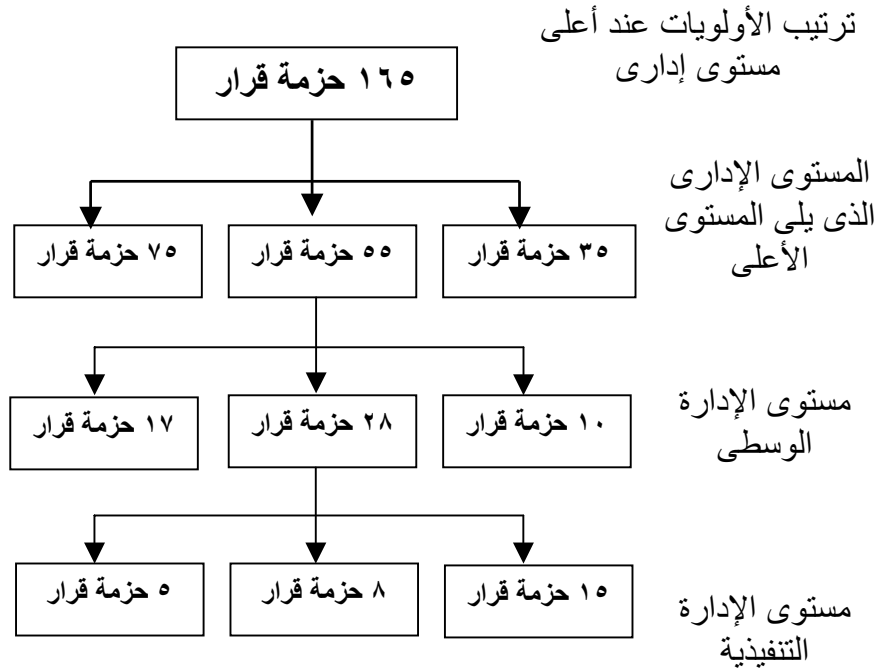 ترتيب الأولويات عند أعلى
مستوى إدارى
١٦٥ حزمة قرار
المستوى الإدارى
الذى يلى المستوى
الأعلى
٣٥ حزمة قرار
٥٥ حزمة قرار
٧٥ حزمة قرار
مستوى الإدارة
الوسطى
١٠ حزمة قرار
٢٨ حزمة قرار
١٧ حزمة قرار
مستوى الإدارة
التنفيذية
١٥ حزمة قرار
٨ حزمة قرار
٥ حزمة قرار